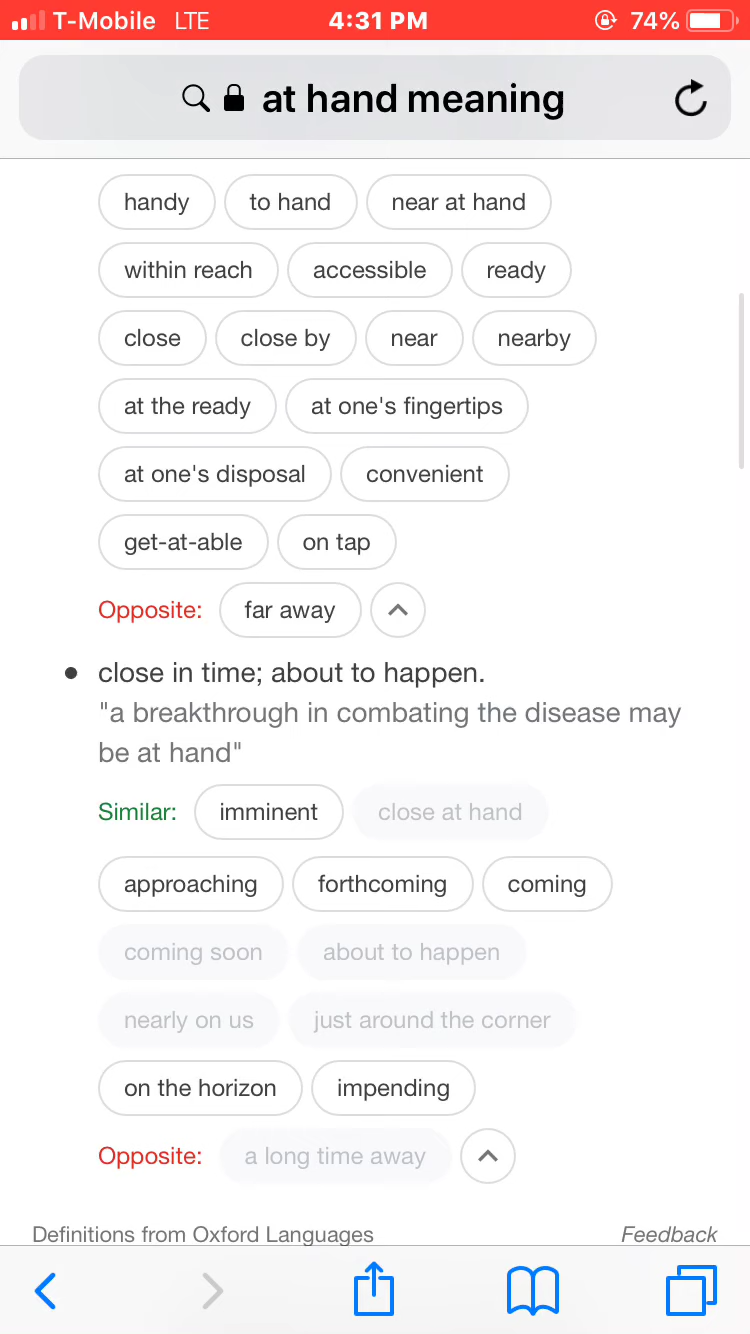 T-Mobile LTE 4:31 PM 74%
at hand meaning
handy to hand near at hand
within reach accessible ready
close close by near nearby
at the ready at one's fingertips
at one's disposal convenient
get-at-able on tap
Opposite: far away
• close in time; about to happen.
"a breakthrough in combating the disease may
be at hand"
Similar: imminent close at hand
approaching forthcoming coming
coming soon about to happen
nearly on us just around the corner
on the horizon impending
Opposite: a long time away
Definitions from Oxford Languages Feedback